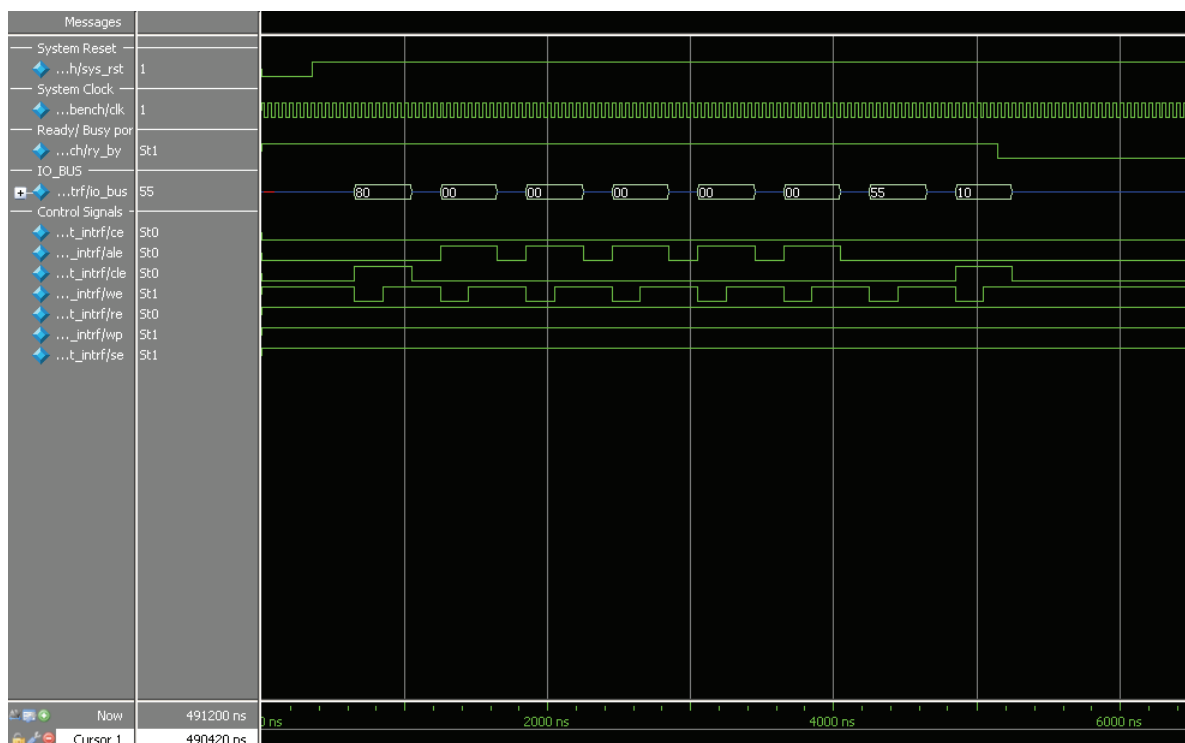 Messages
System Reset
...h/sys_rst 1
System Clock
...bench/clk 1
Ready/ Busy por
...ch/ry_by St1
IO_BUS
...trf/io_bus 55 80 00 00 00 00 00 55 10
Control Signals
...t_intrf/ce St0
..._intrf/ale St0
...t_intrf/cle St0
..._intrf/we St1
...t_intrf/re St0
..._intrf/wp St1
...t_intrf/se St1
Now 491200 ns 0 ns 2000 ns 4000 ns 6000 ns
Cursor 1 490420 ns